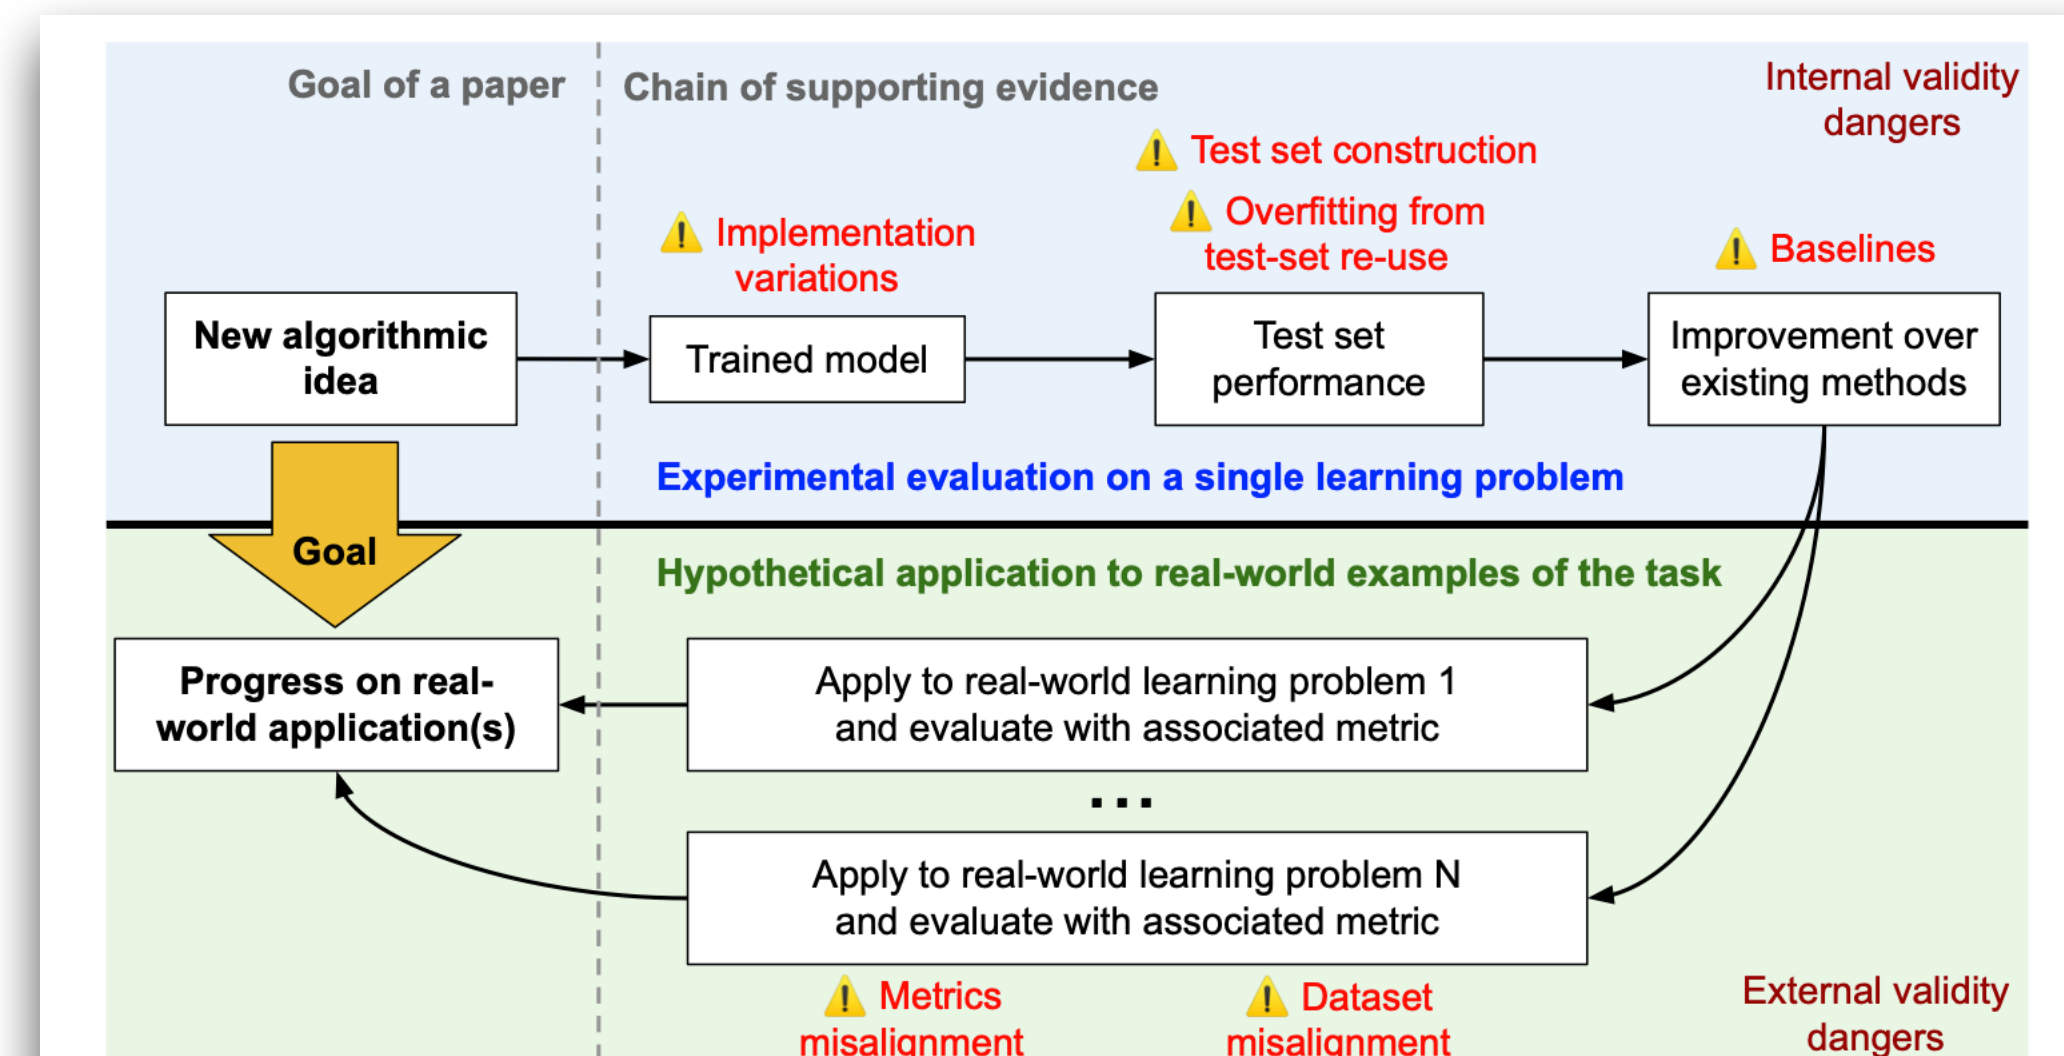 Goal of a paper
Chain of supporting evidence
Internal validity
dangers
Test set construction
Overfitting from
test-set re-use
Implementation
variations
Baselines
New algorithmic
idea
Trained model
Test set
performance
Improvement over
existing methods
Experimental evaluation on a single learning problem
Goal
Hypothetical application to real-world examples of the task
Progress on real-
world application(s)
Apply to real-world learning problem 1
and evaluate with associated metric
...
Apply to real-world learning problem N
and evaluate with associated metric
Metrics
misalignment
Dataset
misalignment
External validity
dangers